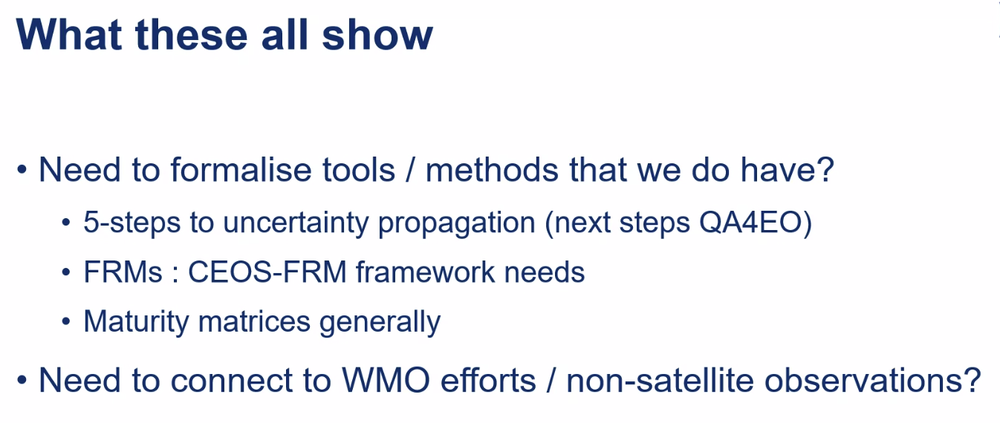 What these all show
• Need to formalise tools / methods that we do have?
• 5-steps to uncertainty propagation (next steps QA4EO)
• FRMs : CEOS-FRM framework needs
• Maturity matrices generally
• Need to connect to WMO efforts / non-satellite observations?